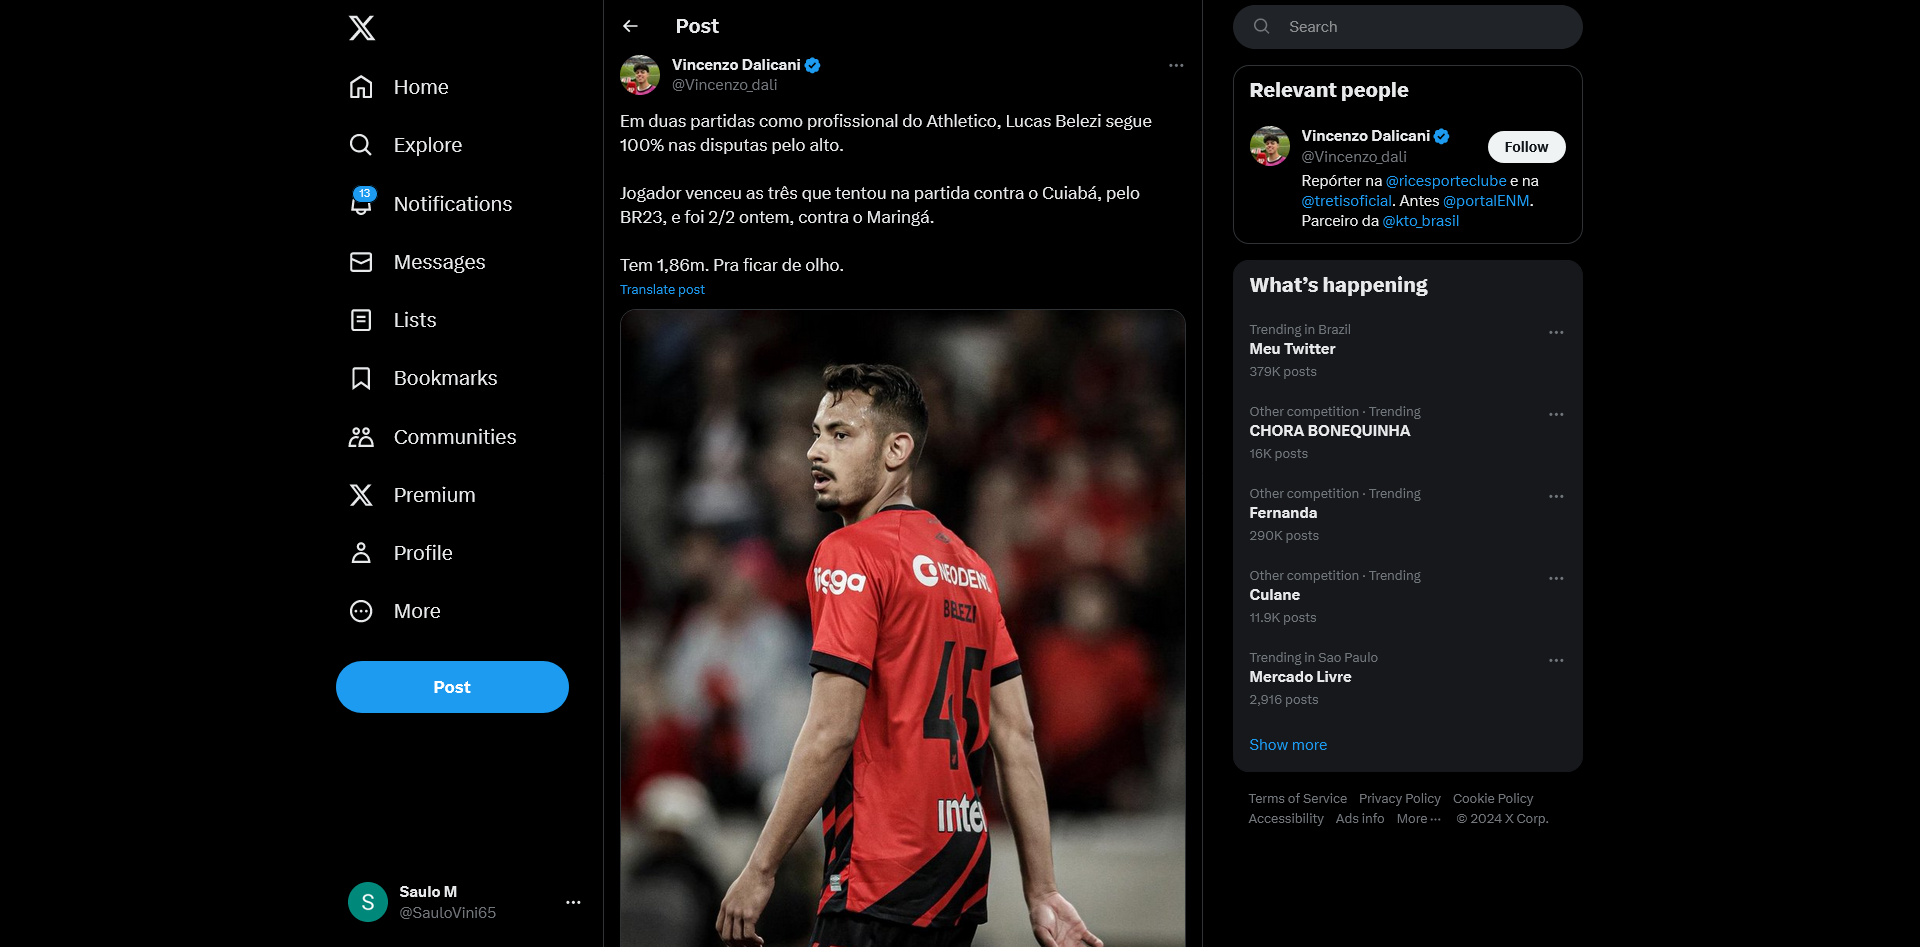 Home
Explore
13
Notifications
Messages
Lists
Bookmarks
Communities
Premium
Profile
More
Post
S
Saulo M
@SauloVini65
Post
Vincenzo Dalicani
@Vincenzo_dali
Em duas partidas como profissional do Athletico, Lucas Belezi segue
100% nas disputas pelo alto.
Jogador venceu as três que tentou na partida contra o Cuiabá, pelo
BR23, e foi 2/2 ontem, contra o Maringá.
Tem 1,86m. Pra ficar de olho.
Translate post
ligga
NEODENT
BELEZI
45
inter
Search
Relevant people
Vincenzo Dalicani
@Vincenzo_dali
Follow
Repórter na @ricesporteclube e na
@tretisoficial. Antes @portalENM.
Parceiro da @kto_brasil
What’s happening
Trending in Brazil
Meu Twitter
379K posts
Other competition · Trending
CHORA BONEQUINHA
16K posts
Other competition · Trending
Fernanda
290K posts
Other competition · Trending
Culane
11.9K posts
Trending in Sao Paulo
Mercado Livre
2,916 posts
Show more
Terms of Service Privacy Policy Cookie Policy
Accessibility Ads info More ··· © 2024 X Corp.